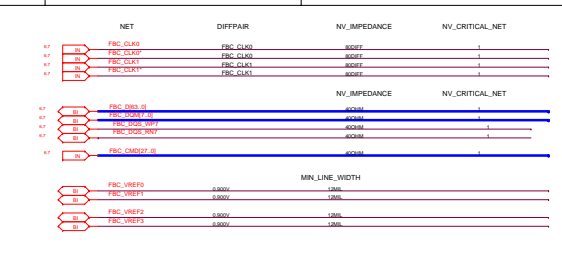 NET DIFFPAIR NV_IMPEDANCE NV_CRITICAL_NET
6,7 IN FBC_CLK0 FBC_CLK0 80DIFF 1
6,7 IN FBC_CLK0* FBC_CLK0 80DIFF 1
6,7 IN FBC_CLK1 FBC_CLK1 80DIFF 1
6,7 IN FBC_CLK1* FBC_CLK1 80DIFF 1
NV_IMPEDANCE NV_CRITICAL_NET
6,7 BI FBC_D[63..0] 40OHM 1
6,7 BI FBC_DQM[7..0] 40OHM 1
6,7 BI FBC_DQS_WP7 40OHM 1
6,7 BI FBC_DQS_RN7 40OHM 1
6,7 IN FBC_CMD[27..0] 40OHM 1
MIN_LINE_WIDTH
BI FBC_VREF0 0.900V 12MIL
BI FBC_VREF1 12MIL
BI FBC_VREF2 0.900V 12MIL
BI FBC_VREF3 0.900V 12MIL